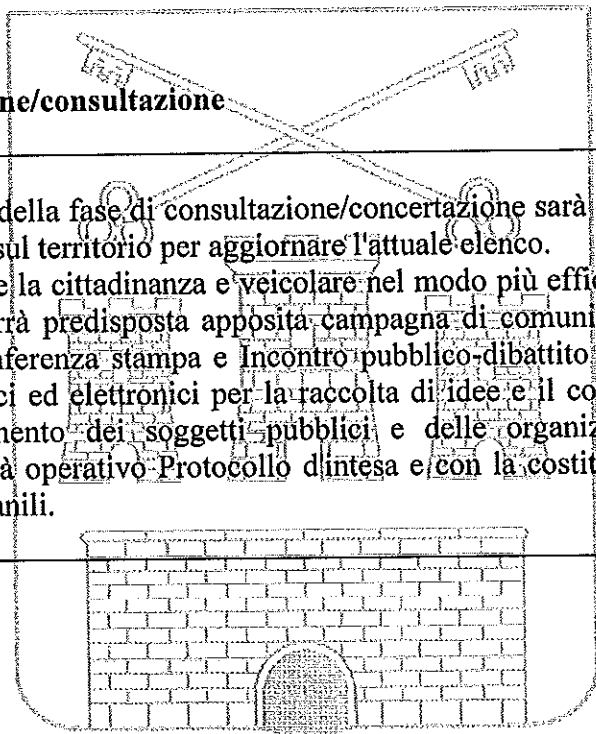 ne/consultazione
della fase di consultazione/concertazione sarà
sul territorio per aggiornare l'attuale elenco.
e la cittadinanza e veicolare nel modo più effi
rrà predisposta apposita campagna di comuni
nferenza stampa e Incontro pubblico-dibattito
ci ed elettronici per la raccolta di idee e il co
nento dei soggetti pubblici e delle organiz
à operativo Protocollo d'intesa e con la costit
anili.